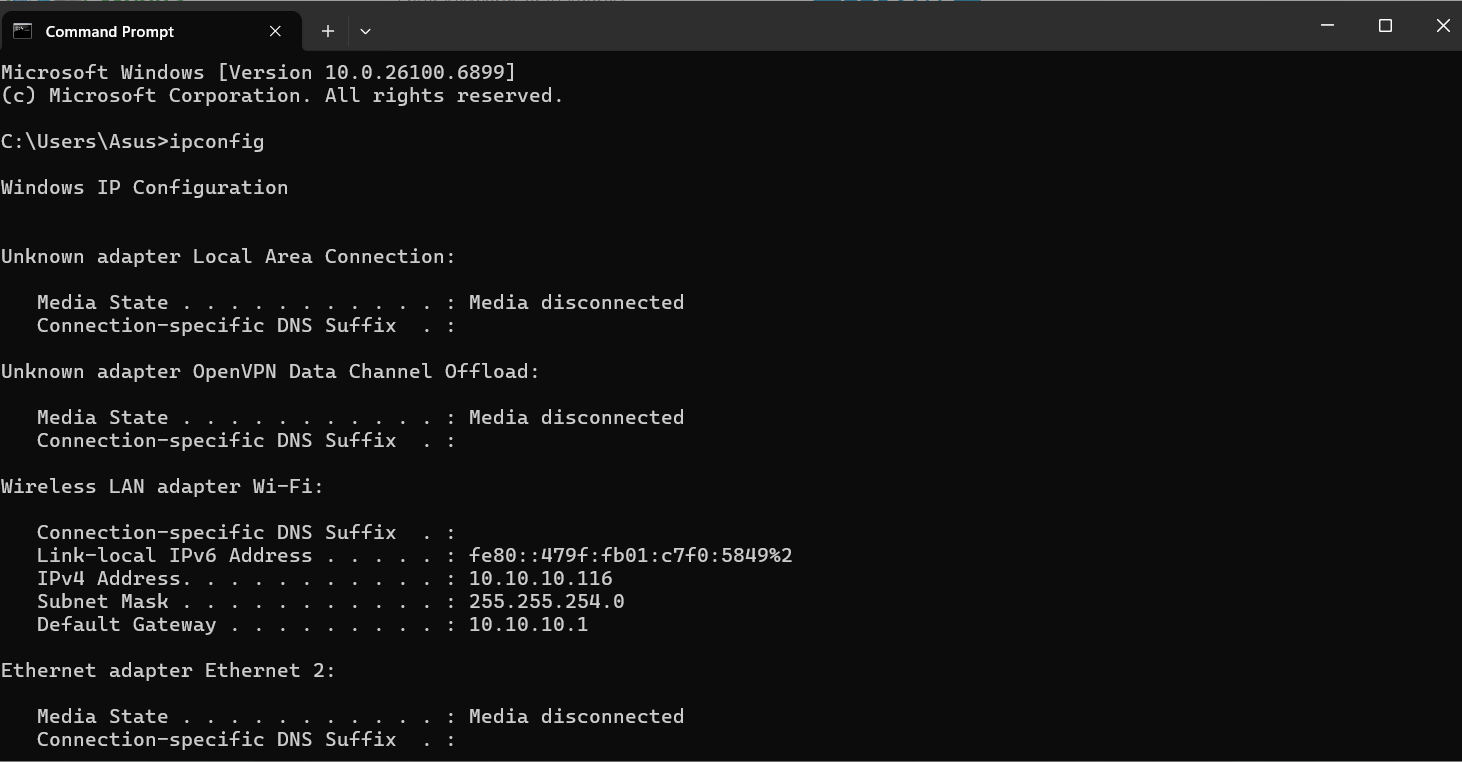 Command Prompt
Microsoft Windows [Version 10.0.26100.6899]
(c) Microsoft Corporation. All rights reserved.
C:\Users\Asus>ipconfig
Windows IP Configuration
Unknown adapter Local Area Connection:
   Media State . . . . . . . . . . . : Media disconnected
   Connection-specific DNS Suffix  . :
Unknown adapter OpenVPN Data Channel Offload:
   Media State . . . . . . . . . . . : Media disconnected
   Connection-specific DNS Suffix  . :
Wireless LAN adapter Wi-Fi:
   Connection-specific DNS Suffix  . :
   Link-local IPv6 Address . . . . . : fe80::479f:fb01:c7f0:5849%2
   IPv4 Address. . . . . . . . . . . : 10.10.10.116
   Subnet Mask . . . . . . . . . . . : 255.255.254.0
   Default Gateway . . . . . . . . . : 10.10.10.1
Ethernet adapter Ethernet 2:
   Media State . . . . . . . . . . . : Media disconnected
   Connection-specific DNS Suffix  . :